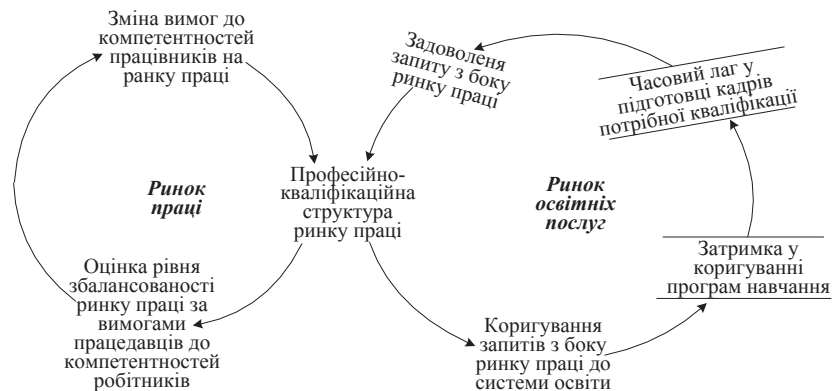 Зміна вимог до
компетентностей
працівників на
ранку праці
Задоволеня
запиту з боку
ринку праці
Часовий лаг у
підготовці кадрів
потрібної кваліфікації
Ринок
праці
Професійно-
кваліфікаційна
структура
ринку праці
Ринок
освітніх
послуг
Затримка у
коригуванні
програм навчання
Оцінка рівня
збалансованості
ринку праці за
вимогами
працедавців до
компетентностей
робітників
Коригування
запитів з боку
ринку праці до
системи освіти